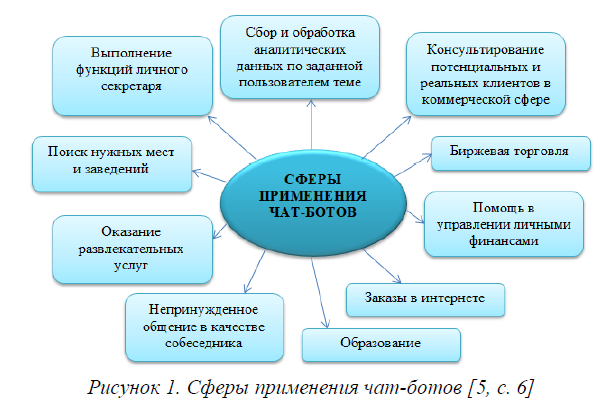 Выполнение
функций личного
секретаря
Сбор и обработка
аналитических
данных по заданной
пользователем теме
Консультирование
потенциальных и
реальных клиентов в
коммерческой сфере
Поиск нужных мест
и заведений
СФЕРЫ
ПРИМЕНЕНИЯ
ЧАТ-БОТОВ
Биржевая торговля
Оказание
развлекательных
услуг
Помощь в
управлении личными
финансами
Непринужденное
общение в качестве
собеседника
Заказы в интернете
Образование
Рисунок 1. Сферы применения чат-ботов [5, с. 6]